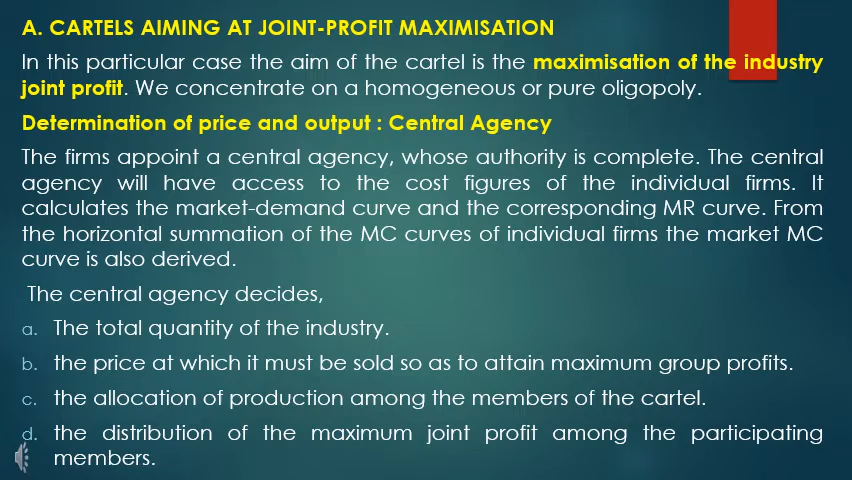 A. CARTELS AIMING AT JOINT-PROFIT MAXIMISATION
In this particular case the aim of the cartel is the maximisation of the industry
joint profit. We concentrate on a homogeneous or pure oligopoly.
Determination of price and output : Central Agency
The firms appoint a central agency, whose authority is complete. The central
agency will have access to the cost figures of the individual firms. It
calculates the market-demand curve and the corresponding MR curve. From
the horizontal summation of the MC curves of individual firms the market MC
curve is also derived.
The central agency decides,
a. The total quantity of the industry.
b. the price at which it must be sold so as to attain maximum group profits.
c. the allocation of production among the members of the cartel.
d. the distribution of the maximum joint profit among the participating
members.